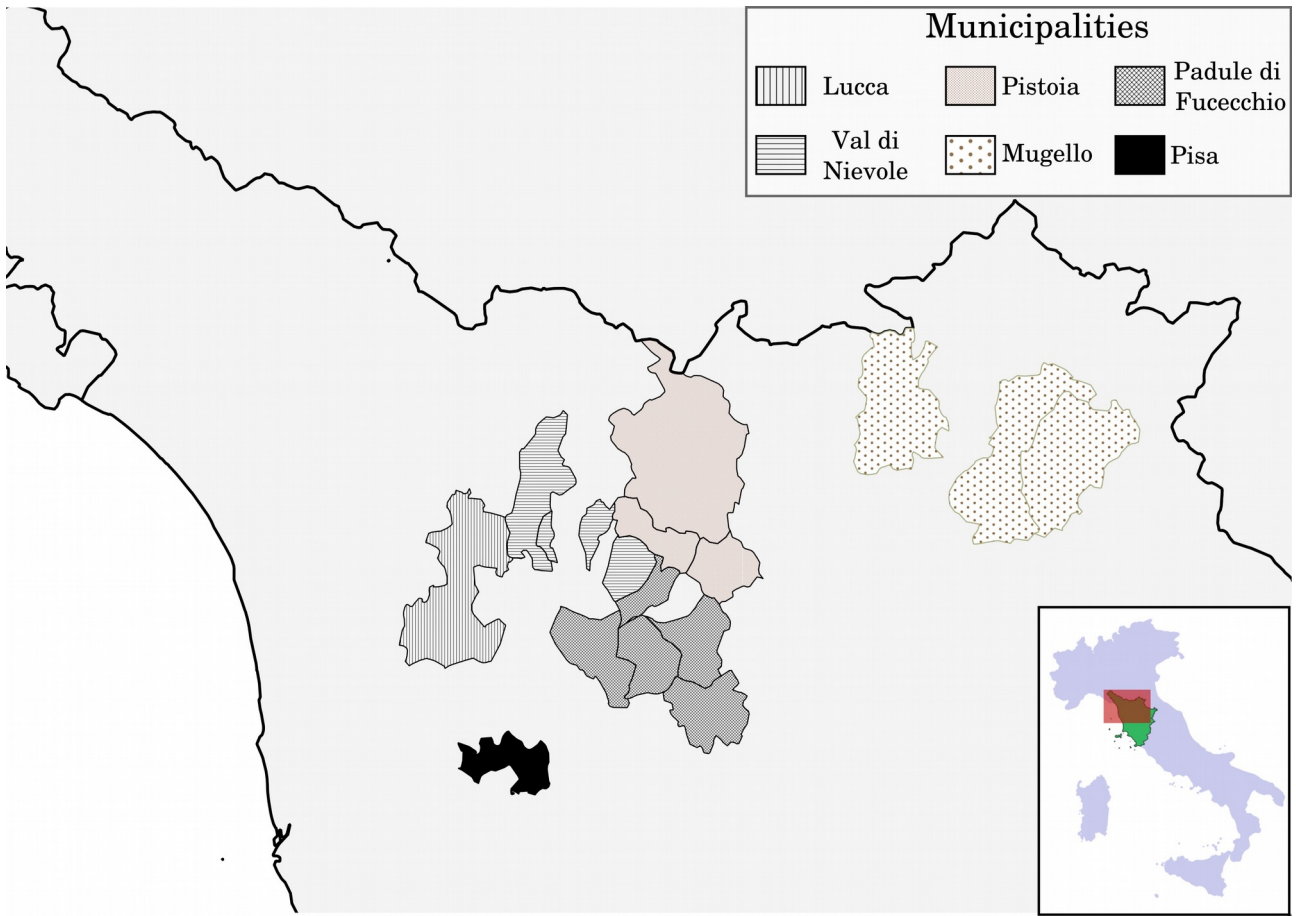 Municipalities
Lucca
Pistoia
Padule di
Fucecchio
Val di
Nievole
Mugello
Pisa